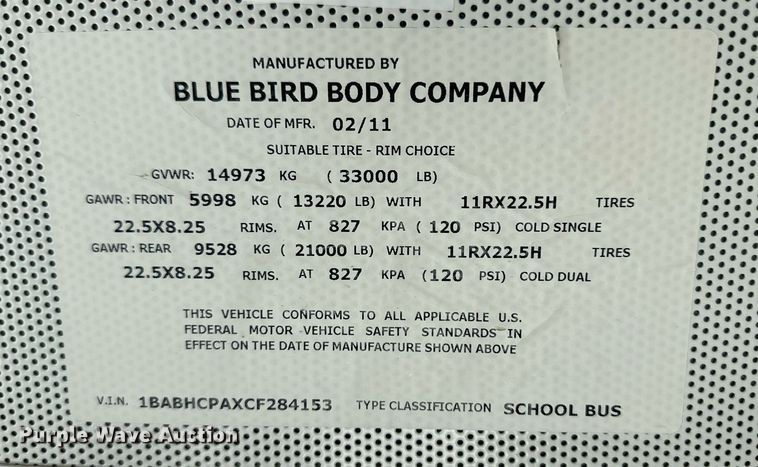 MANUFACTURED BY
BLUE BIRD BODY COMPANY
DATE OF MFR. 02/11
SUITABLE TIRE - RIM CHOICE
GVWR: 14973 KG ( 33000 LB)
GAWR : FRONT 5998 KG ( 13220 LB) WITH 11RX22.5H TIRES
22.5X8.25 RIMS. AT 827 KPA ( 120 PSI) COLD SINGLE
GAWR : REAR 9528 KG ( 21000 LB) WITH 11RX22.5H TIRES
22.5X8.25 RIMS. AT 827 KPA ( 120 PSI) COLD DUAL
THIS VEHICLE CONFORMS TO ALL APPLICABLE U.S.
FEDERAL MOTOR VEHICLE SAFETY STANDARDS IN
EFFECT ON THE DATE OF MANUFACTURE SHOWN ABOVE
V.I.N. 1BABHCPAXCF284153 TYPE CLASSIFICATION SCHOOL BUS
Purple Wave Auction